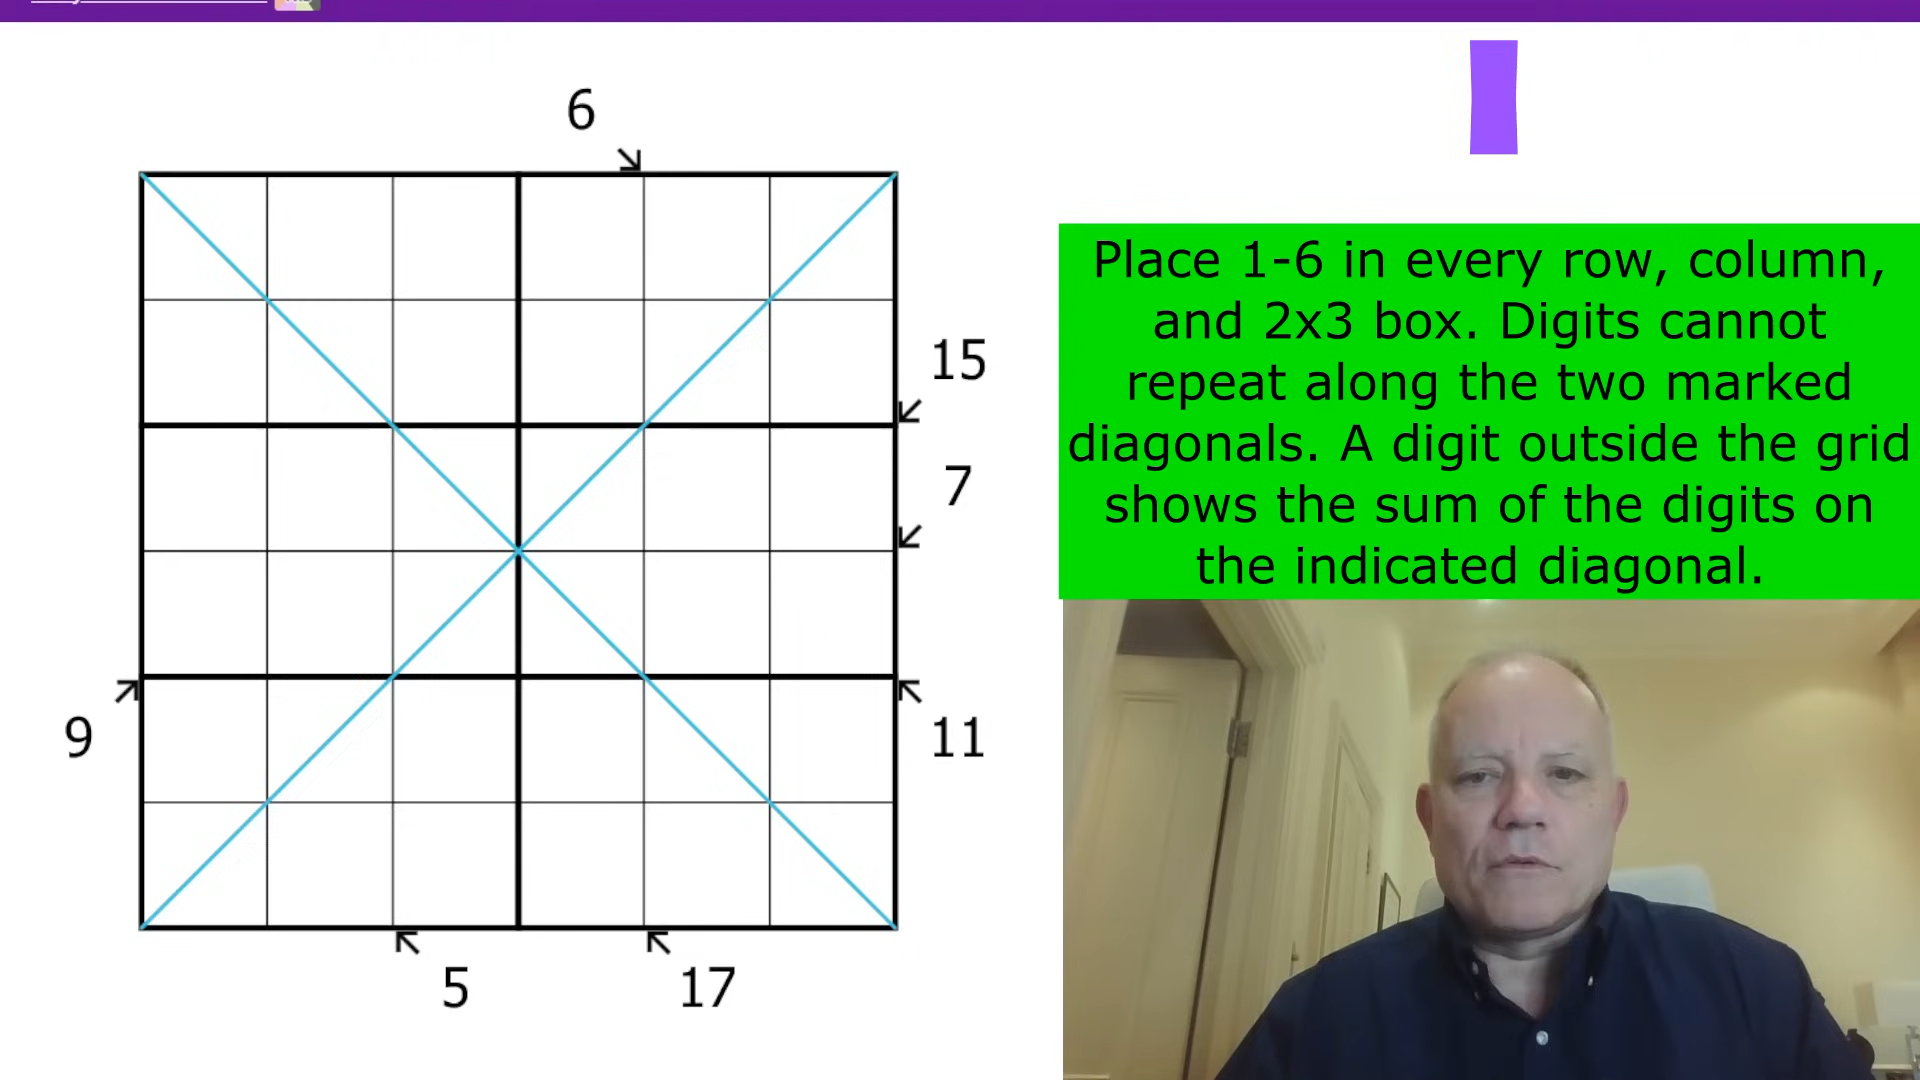 6
15
7
9
11
5
17
Place 1-6 in every row, column,
and 2x3 box. Digits cannot
repeat along the two marked
diagonals. A digit outside the grid
shows the sum of the digits on
the indicated diagonal.